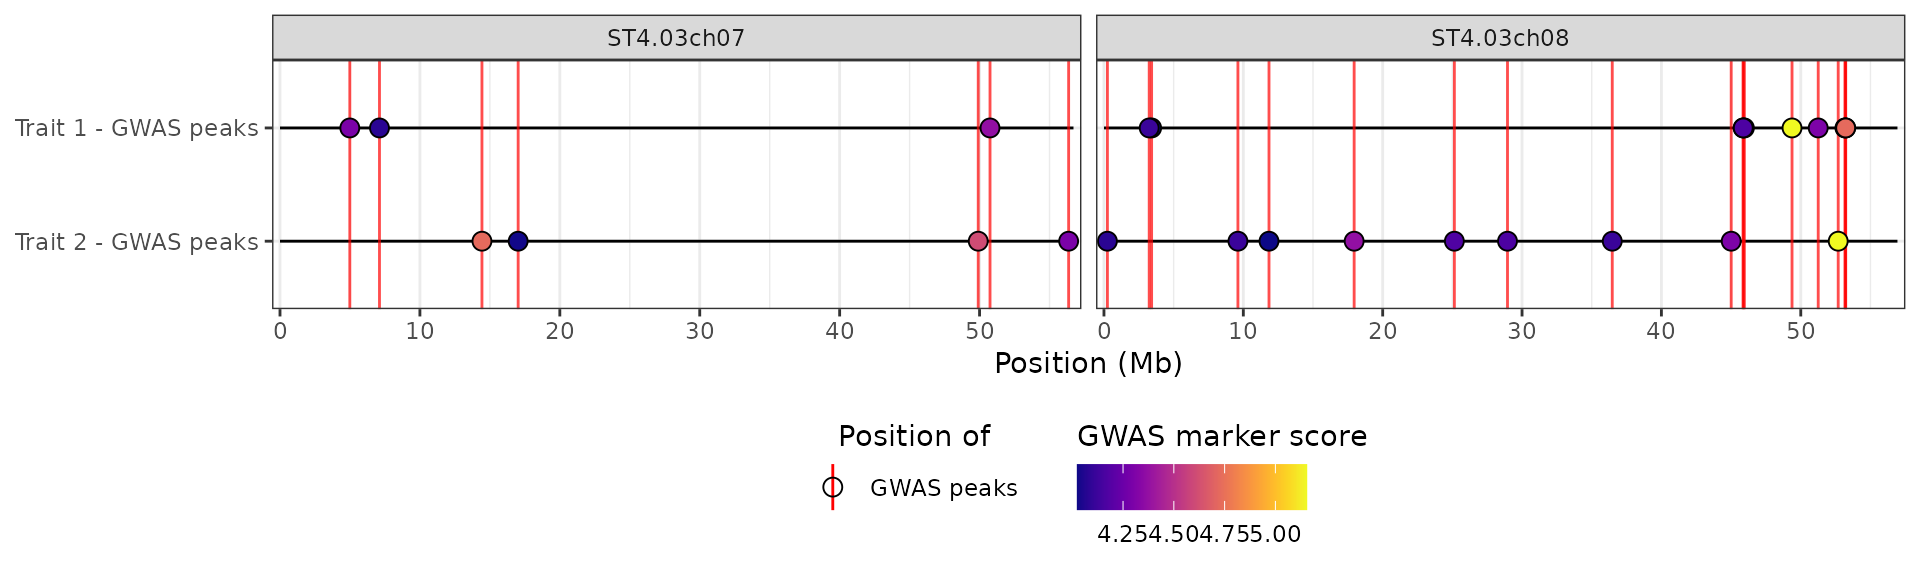 ST4.03ch07 ST4.03ch08
Trait 1 - GWAS peaks
Trait 2 - GWAS peaks
0 10 20 30 40 50 0 10 20 30 40 50
Position (Mb)
Position of GWAS marker score
GWAS peaks
4.254.504.755.00